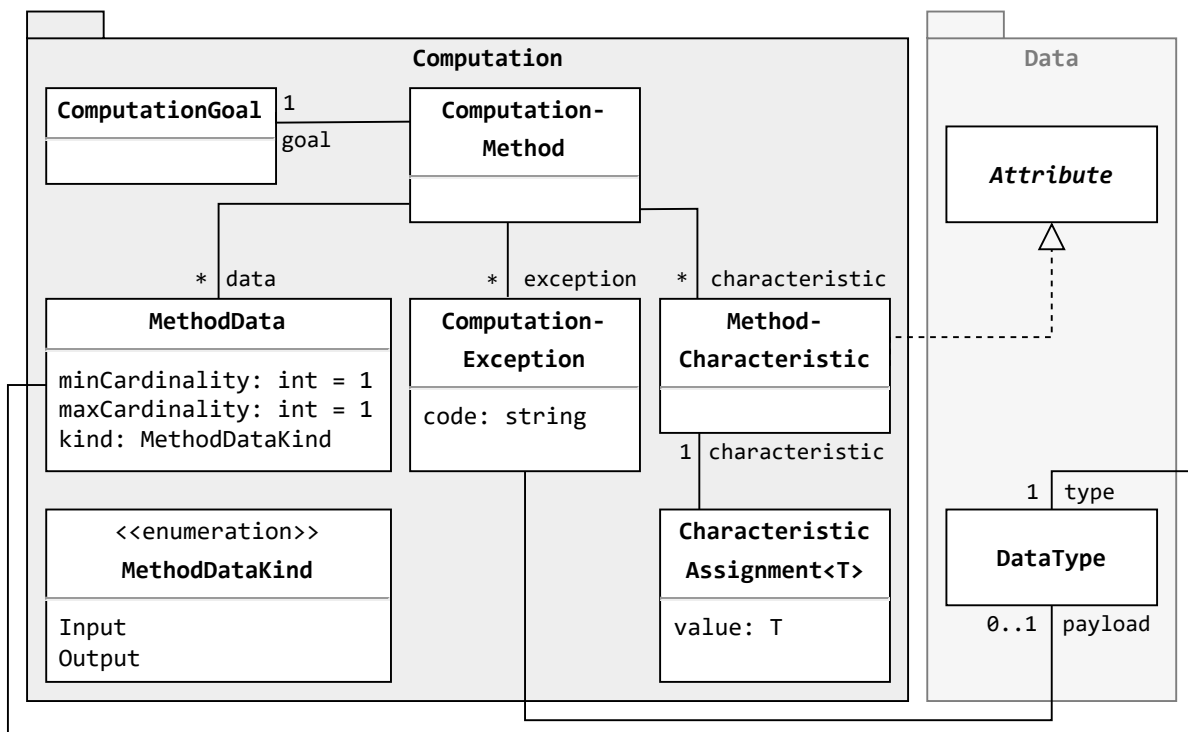 Computation
Data
ComputationGoal
1
goal
Computation-
Method
Attribute
* data
* exception
* characteristic
MethodData
minCardinality: int = 1
maxCardinality: int = 1
kind: MethodDataKind
Computation-
Exception
code: string
Method-
Characteristic
1 characteristic
1 type
<<enumeration>>
MethodDataKind
Input
Output
Characteristic
Assignment<T>
value: T
DataType
0..1 payload